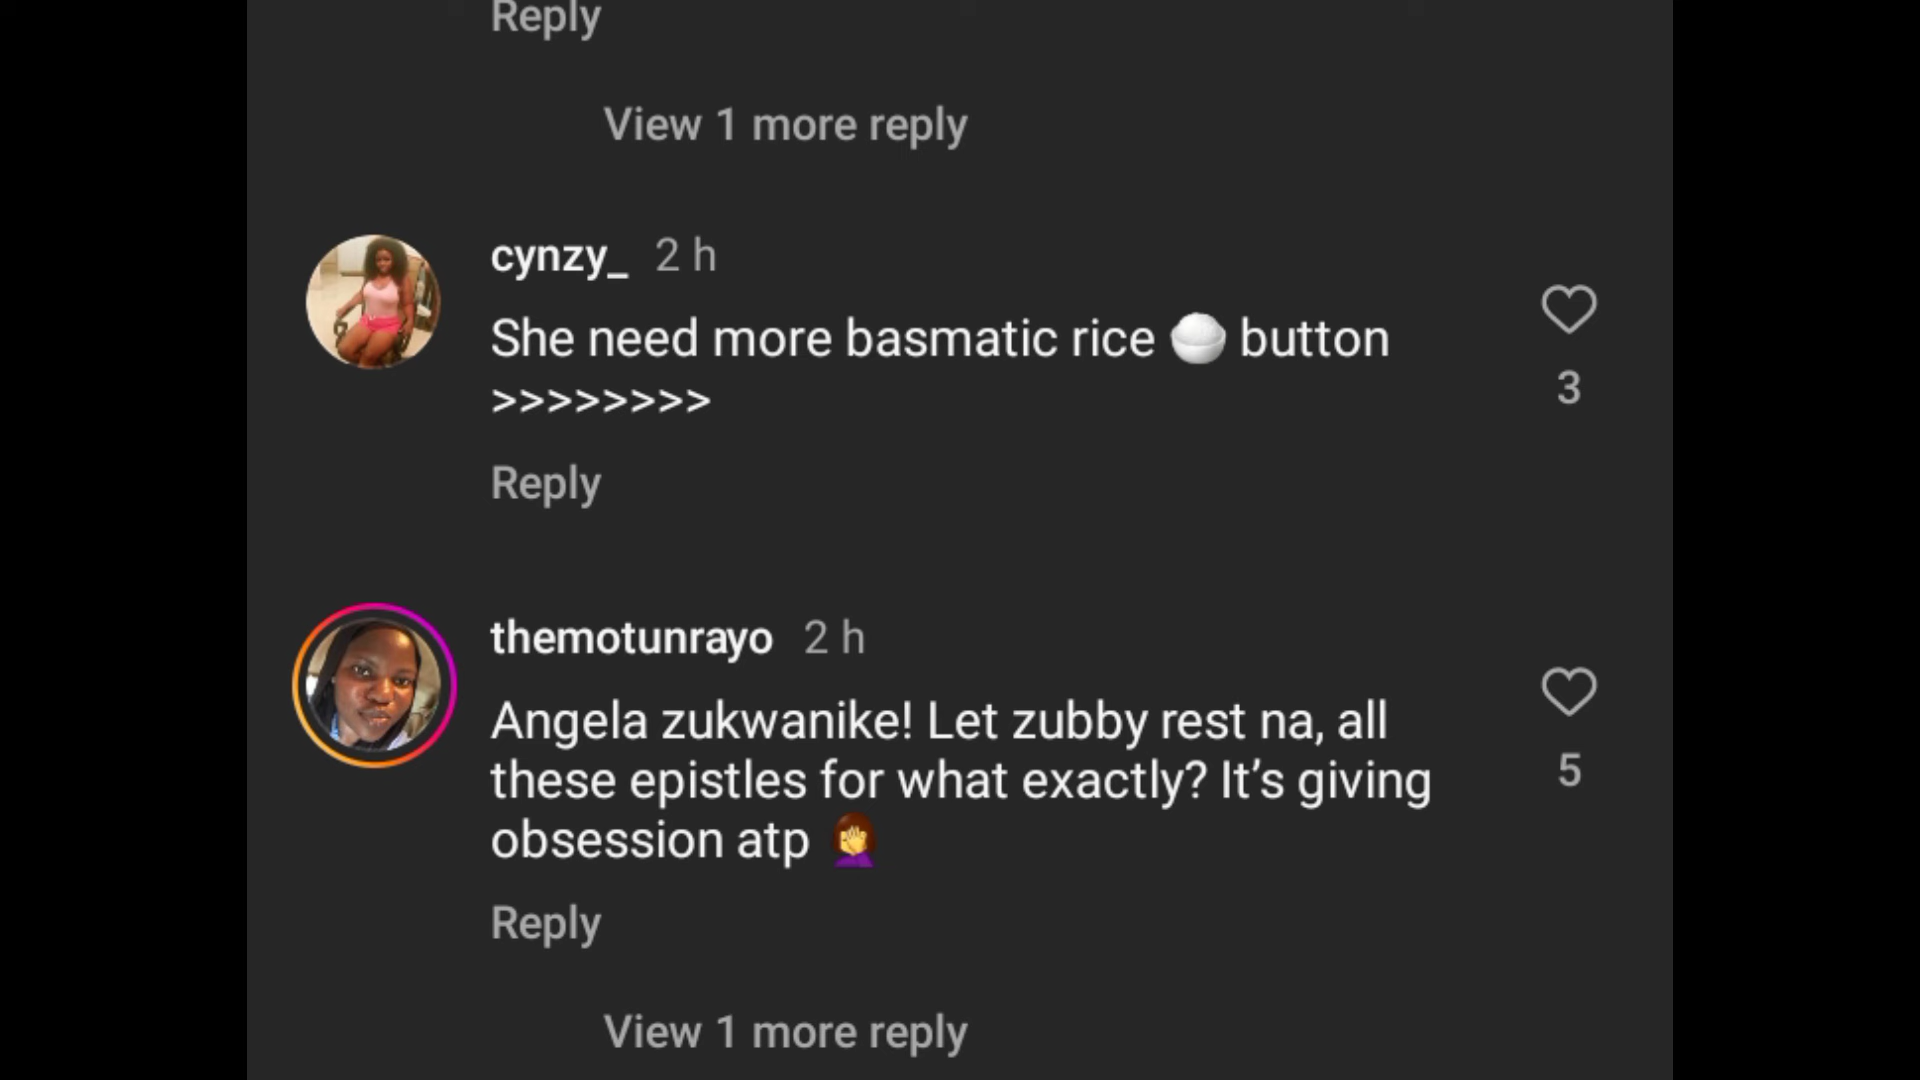 Reply
View 1 more reply
cynzy_ 2 h
She need more basmatic rice 🍚 button
>>>>>>>>
3
Reply
themotunrayo 2 h
Angela zukwanike! Let zubby rest na, all
these epistles for what exactly? It’s giving
obsession atp 🤦‍♀️
5
Reply
View 1 more reply